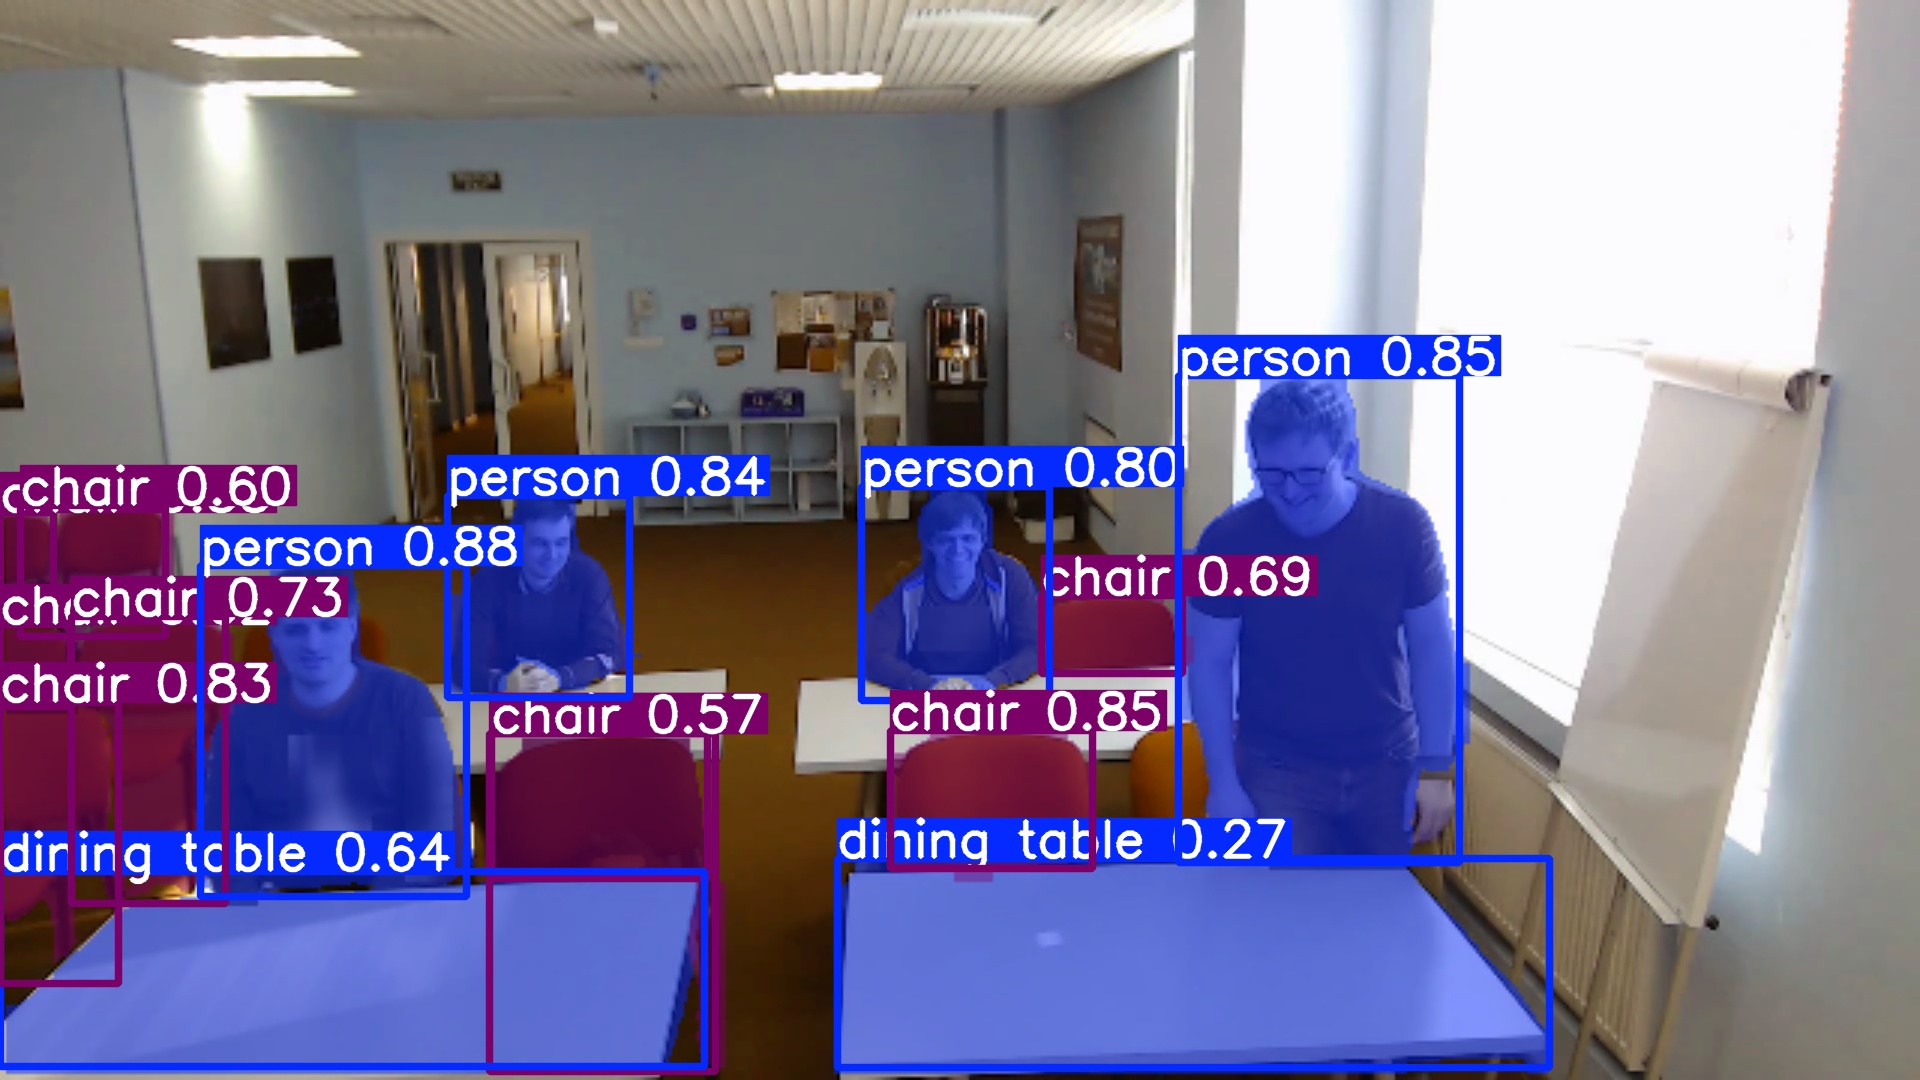 person 0.85
person 0.80
person 0.84
chair 0.60
person 0.88
chair 0.69
chair 0.73
chair 0.83
chair 0.57
chair 0.85
dining table 0.64
dining table 0.27